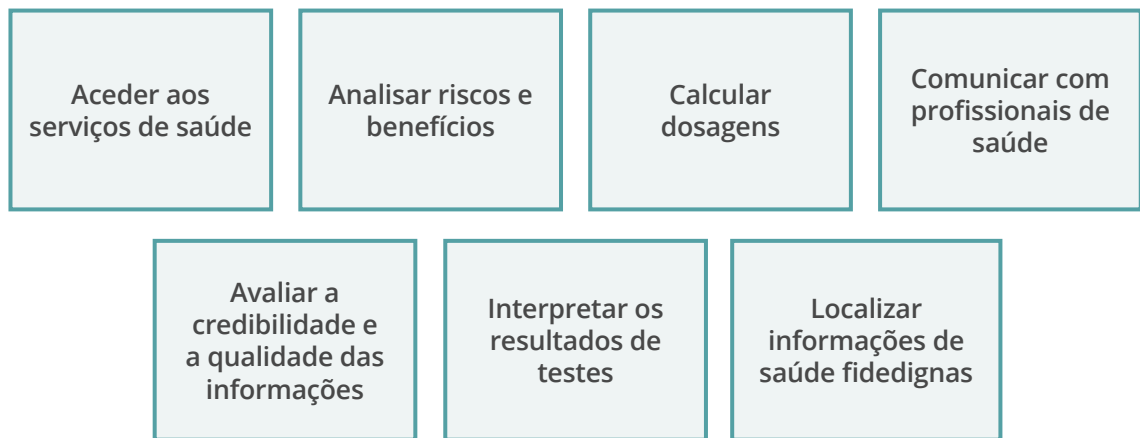 Aceder aos
serviços de saúde
Analisar riscos e
benefícios
Calcular
dosagens
Comunicar com
profissionais de
saúde
Avaliar a
credibilidade e
a qualidade das
informações
Interpretar os
resultados de
testes
Localizar
informações de
saúde fidedignas